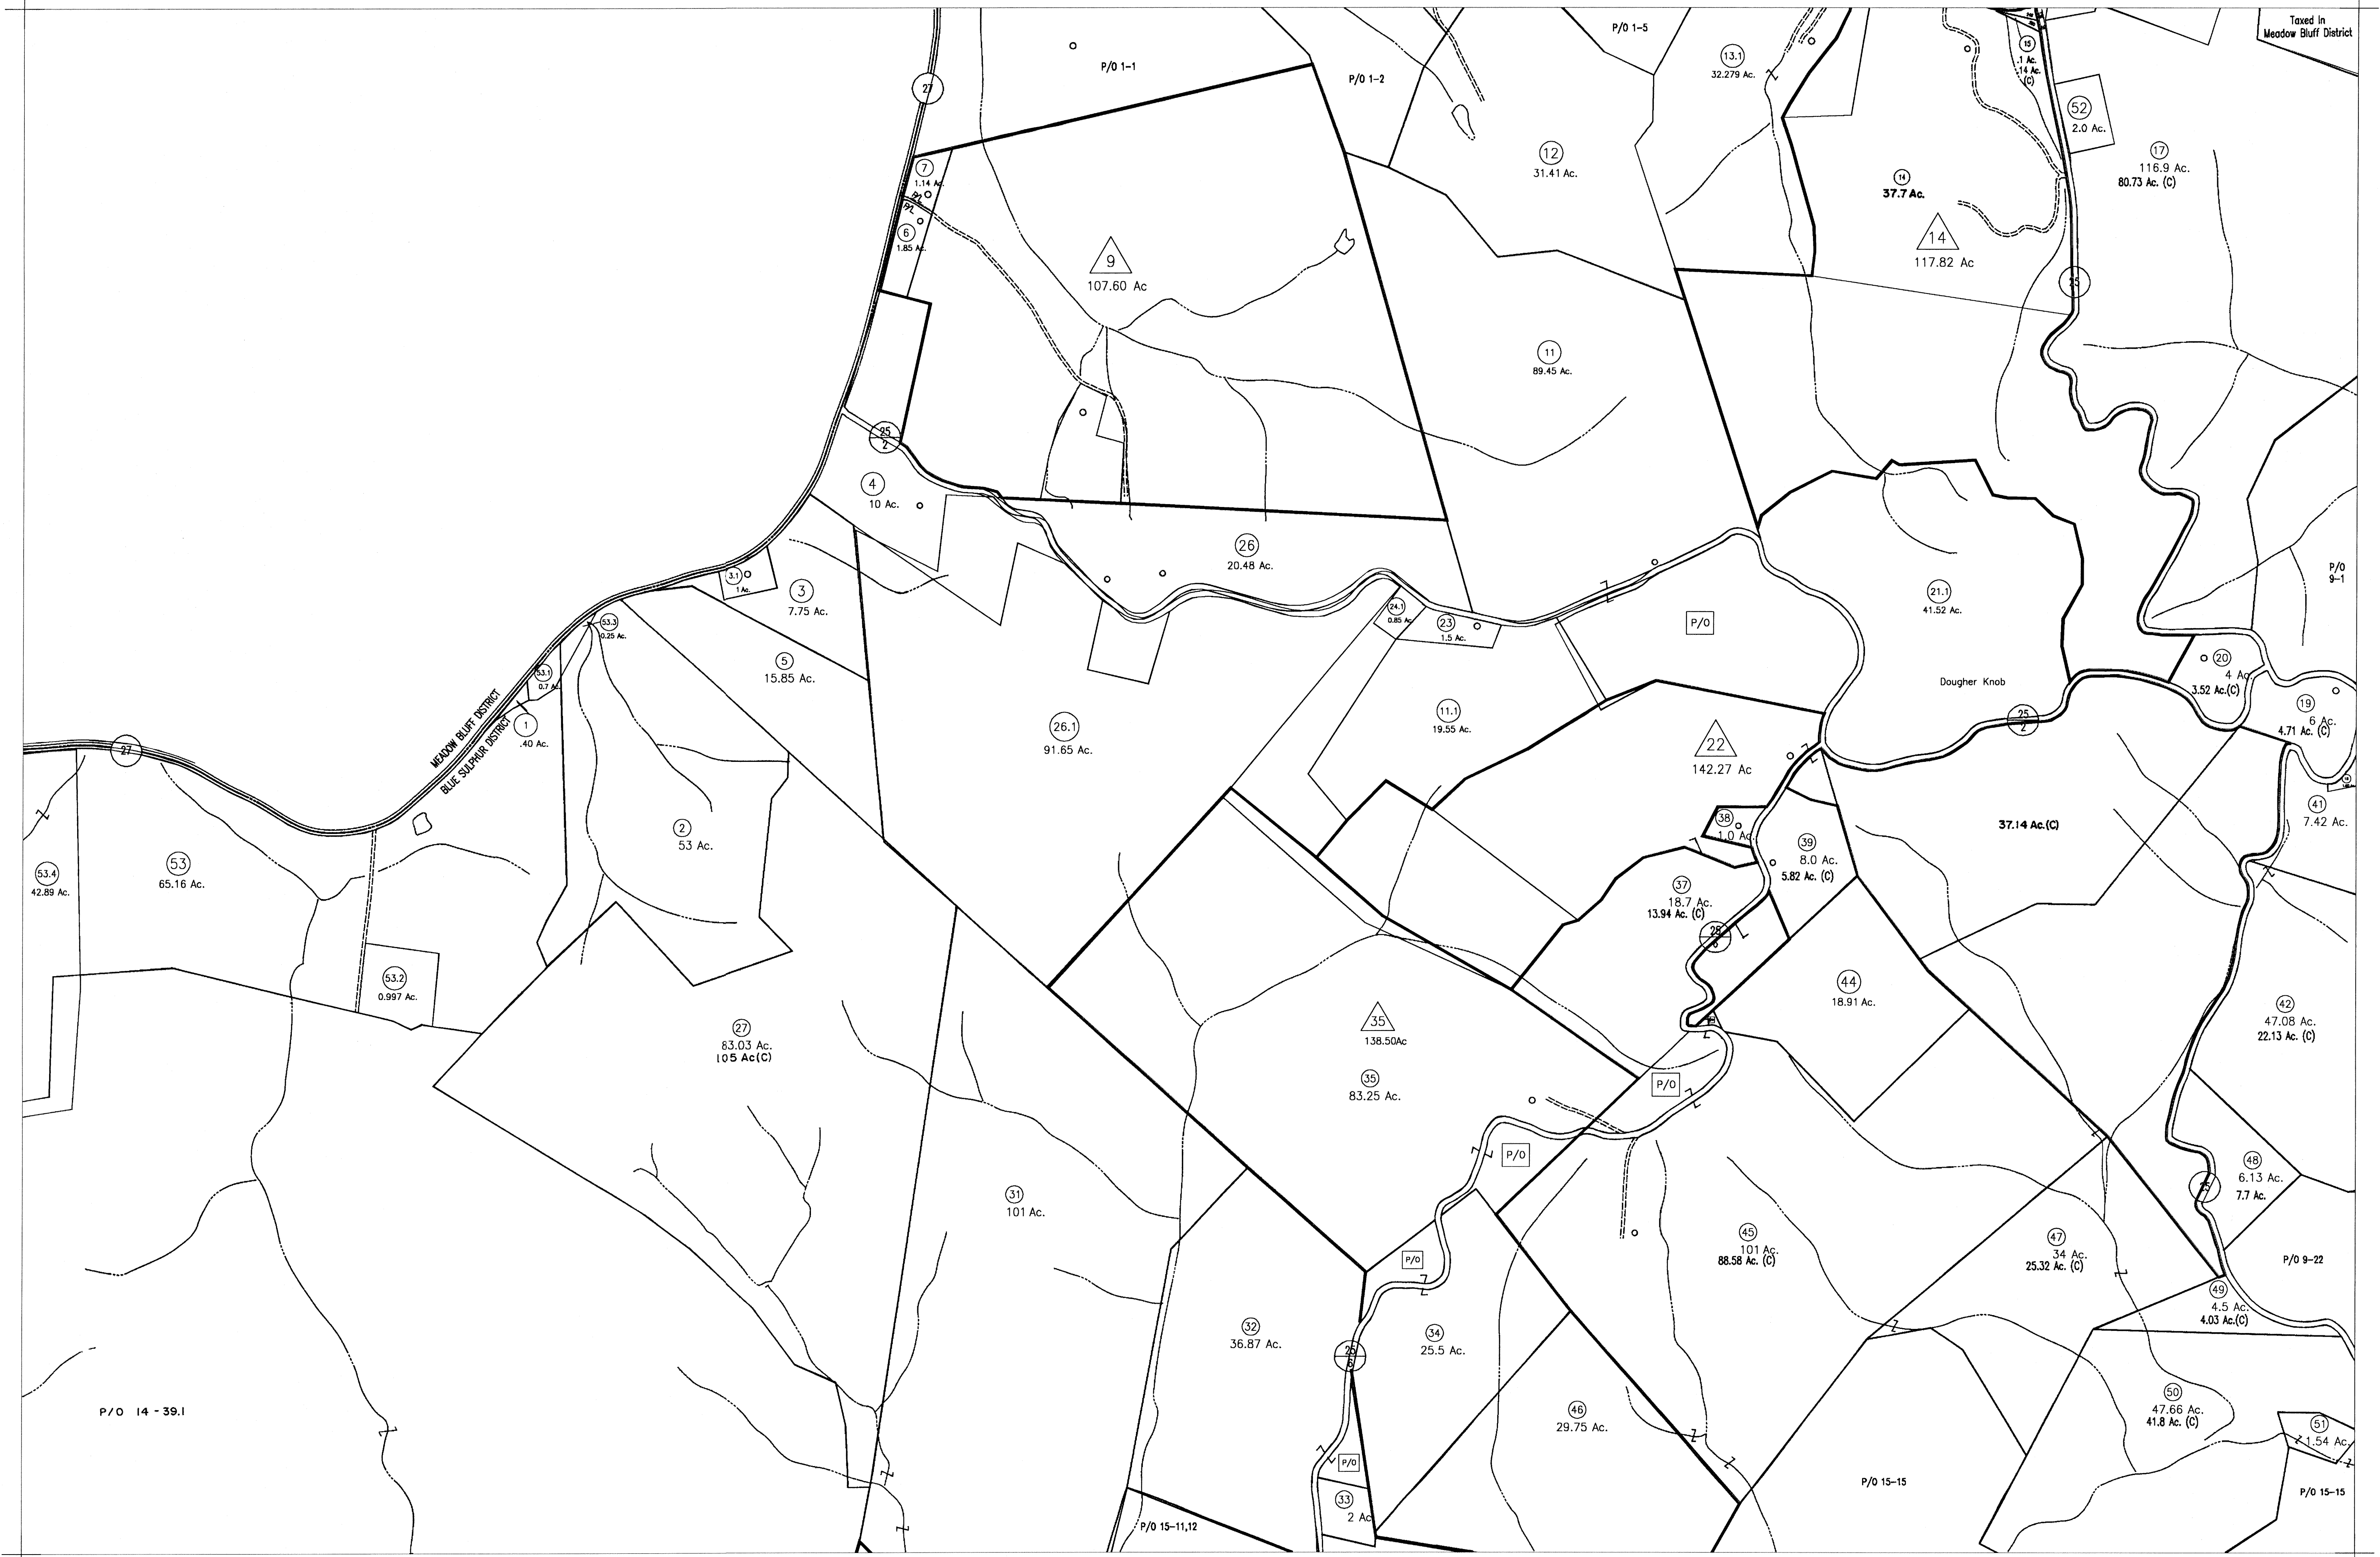 Taxed In
Meadow Bluff District
P/O 1-1
P/O 1-2
P/O 1-5
13.1
32.279 Ac.
15
.1 Ac.
.14 Ac.
(C)
27
52
2.0 Ac.
7
1.14 Ac.
12
31.41 Ac.
14
37.7 Ac.
17
116.9 Ac.
80.73 Ac. (C)
6
1.85 Ac.
9
107.60 Ac
14
117.82 Ac
25
11
89.45 Ac.
25
2
4
10 Ac.
26
20.48 Ac.
P/O
9-1
3.1
1 Ac.
3
7.75 Ac.
24.1
0.85 Ac
23
1.5 Ac.
P/O
21.1
41.52 Ac.
53.3
0.25 Ac.
5
15.85 Ac.
53.1
0.7 Ac
Dougher Knob
20
4 Ac
3.52 Ac.(C)
19
6 Ac.
4.71 Ac. (C)
1
.40 Ac.
MEADOW BLUFF DISTRICT
BLUE SULPHUR DISTRICT
26.1
91.65 Ac.
11.1
19.55 Ac.
22
142.27 Ac
25
2
27
41
7.42 Ac.
2
53 Ac.
38
1.0 Ac
37.14 Ac.(C)
39
8.0 Ac.
5.82 Ac. (C)
53.4
42.89 Ac.
53
65.16 Ac.
37
18.7 Ac.
13.94 Ac. (C)
25
6
53.2
0.997 Ac.
44
18.91 Ac.
42
47.08 Ac.
22.13 Ac. (C)
27
83.03 Ac.
105 Ac(C)
35
138.50Ac
35
83.25 Ac.
P/O
P/O
48
6.13 Ac.
7.7 Ac.
25
31
101 Ac.
45
101 Ac.
88.58 Ac. (C)
47
34 Ac.
25.32 Ac. (C)
P/O
P/O 9-22
49
4.5 Ac.
4.03 Ac.(C)
32
36.87 Ac.
25
6
34
25.5 Ac.
P/O 14 - 39.1
46
29.75 Ac.
50
47.66 Ac.
41.8 Ac. (C)
51
1.54 Ac.
P/O
P/O 15-15
P/O 15-15
33
2 Ac
P/O 15-11,12